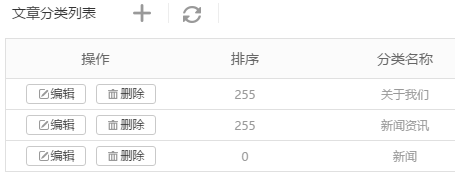 文章分类列表
操作 排序 分类名称
编辑 删除 255 关于我们
编辑 删除 255 新闻资讯
编辑 删除 0 新闻